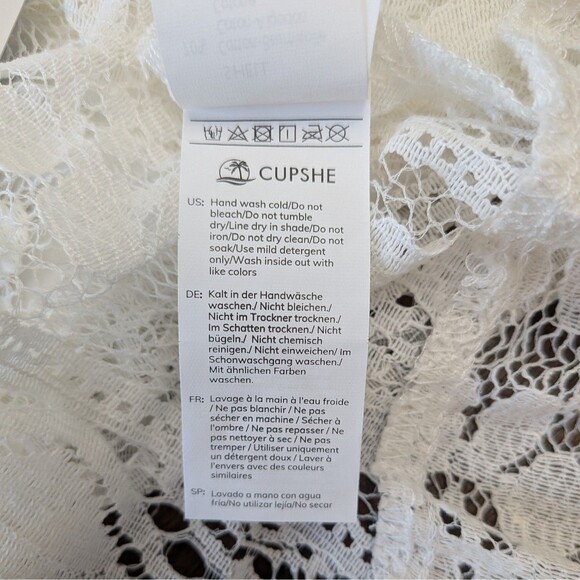 CUPSHE
US: Hand wash cold/Do not
bleach/Do not tumble
dry/Line dry in shade/Do not
iron/Do not dry clean/Do not
soak/Use mild detergent
only/Wash inside out with
like colors
DE: Kalt in der Handwäsche
waschen./ Nicht bleichen./
Nicht im Trockner trocknen./
Im Schatten trocknen./ Nicht
bügeln./ Nicht chemisch
reinigen./ Nicht einweichen/ Im
Schonwaschgang waschen./
Mit ähnlichen Farben
waschen.
FR: Lavage à la main à l'eau froide
/ Ne pas blanchir / Ne pas
sécher en machine / Sécher à
l'ombre / Ne pas repasser / Ne
pas nettoyer à sec / Ne pas
tremper / Utiliser uniquement
un détergent doux / Laver à
l'envers avec des couleurs
similaires
SP: Lavado a mano con agua
fría/No utilizar lejía/No secar